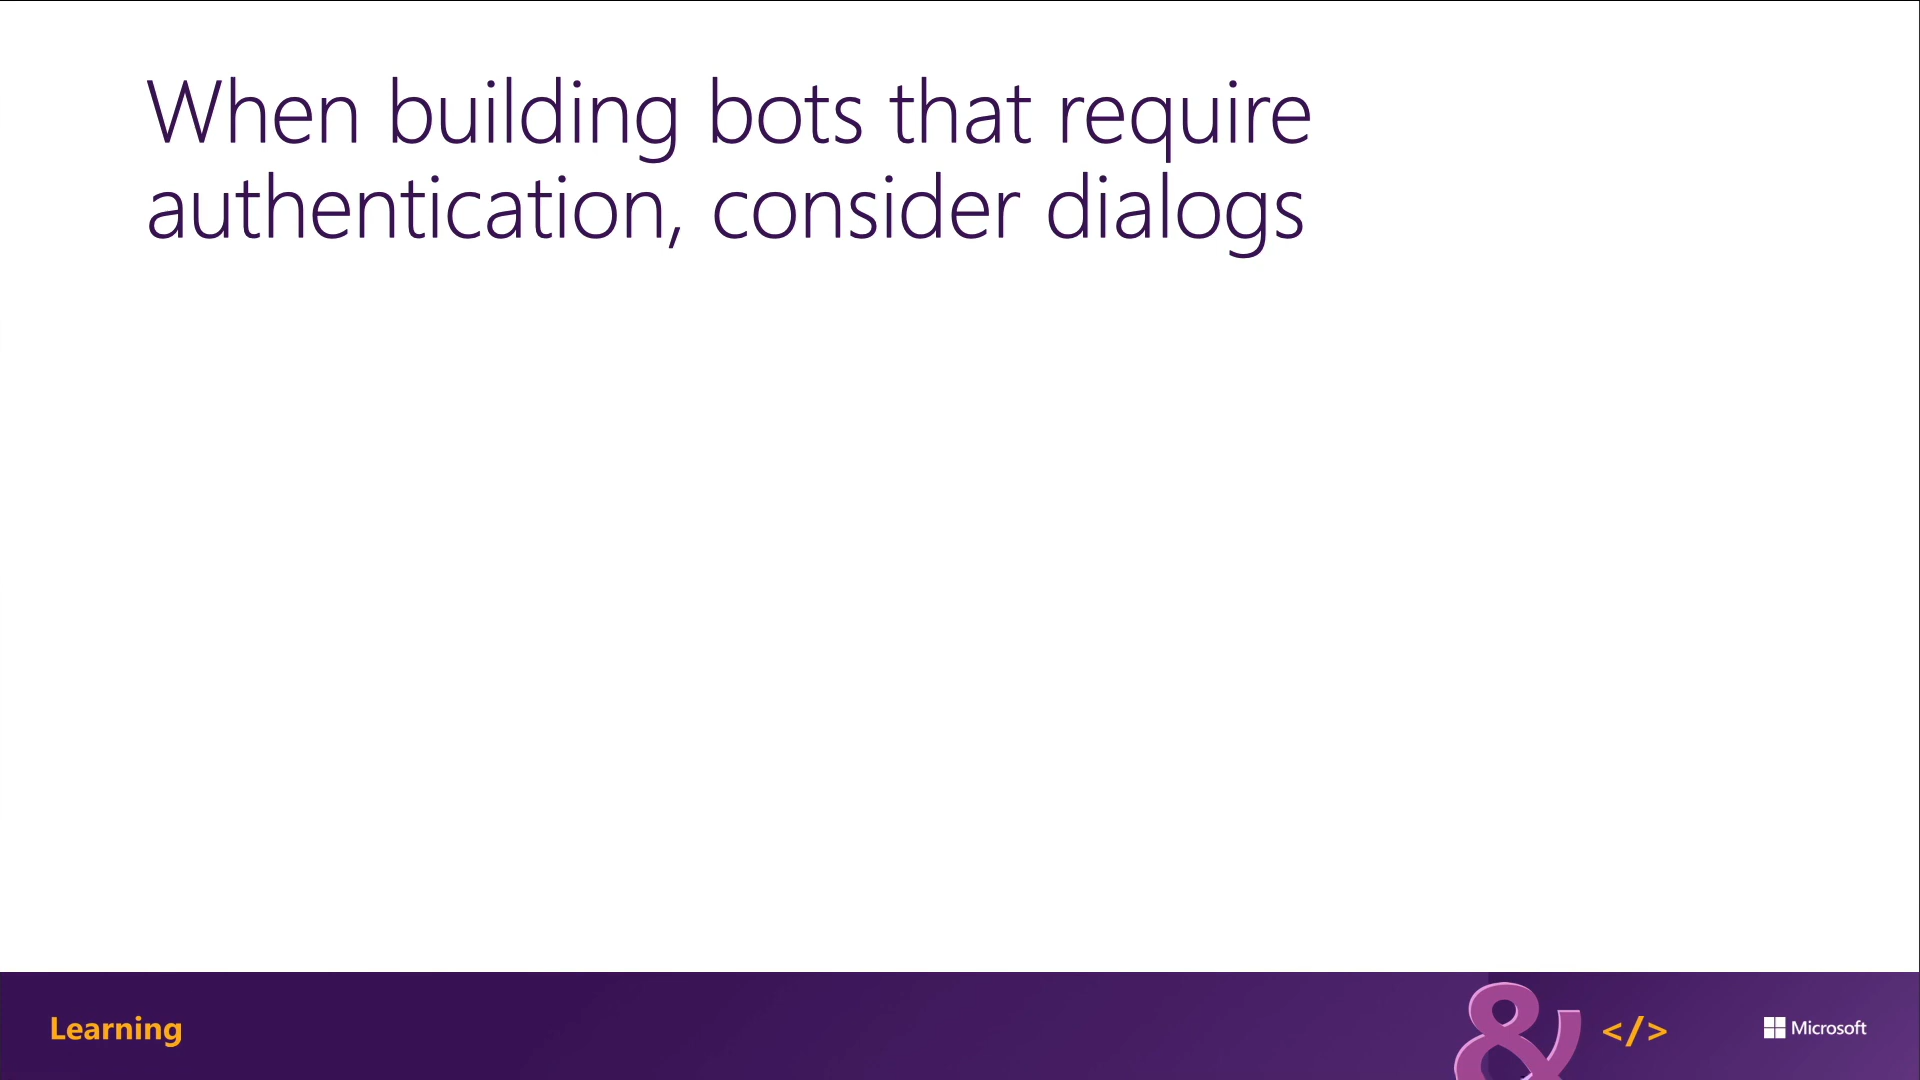 When building bots that require
authentication, consider dialogs
Learning
& </>
Microsoft